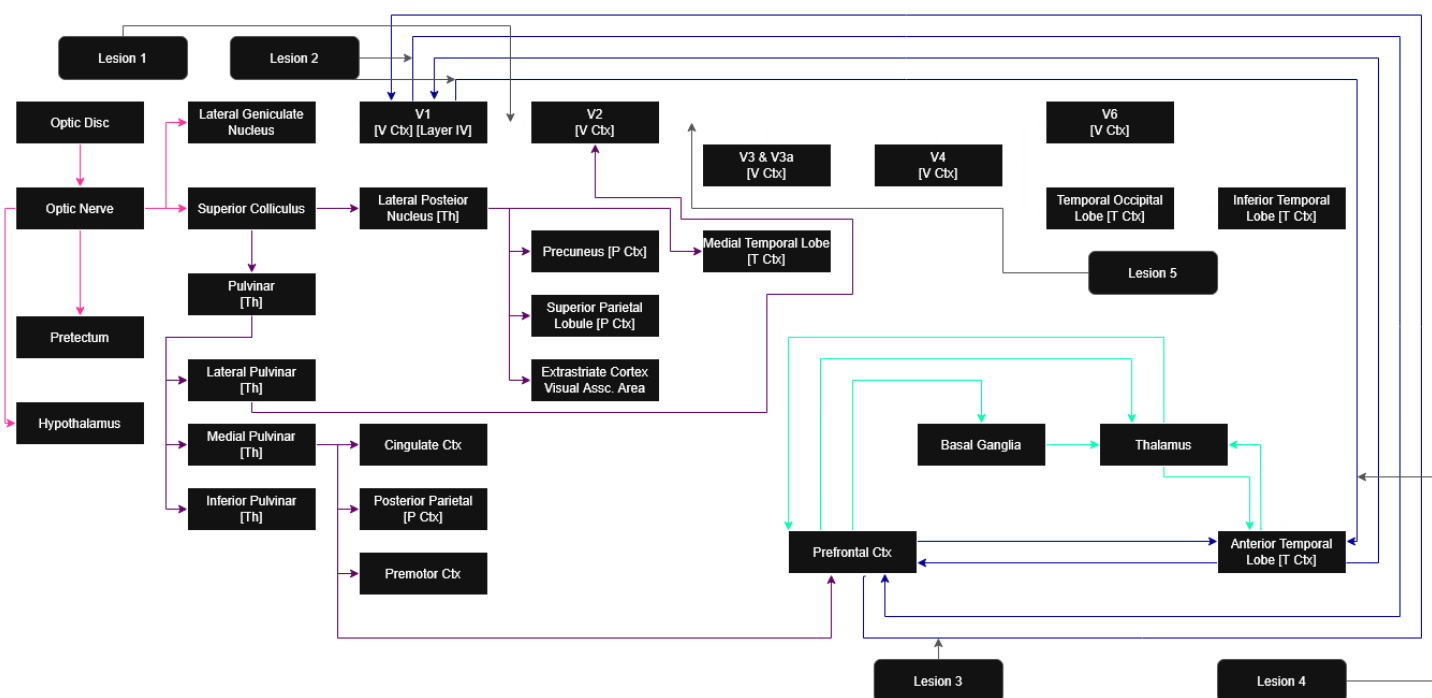 Lesion 1
Lesion 2
Optic Disc
Lateral Geniculate
Nucleus
V1
[V Ctx] [Layer IV]
V2
[V Ctx]
V6
[V Ctx]
V3 & V3a
[V Ctx]
V4
[V Ctx]
Optic Nerve
Superior Colliculus
Lateral Posteior
Nucleus [Th]
Temporal Occipital
Lobe [T Ctx]
Inferior Temporal
Lobe [T Ctx]
Precuneus [P Ctx]
Medial Temporal Lobe
[T Ctx]
Lesion 5
Pulvinar
[Th]
Superior Parietal
Lobule [P Ctx]
Pretectum
Lateral Pulvinar
[Th]
Extrastriate Cortex
Visual Assc. Area
Hypothalamus
Medial Pulvinar
[Th]
Cingulate Ctx
Basal Ganglia
Thalamus
Inferior Pulvinar
[Th]
Posterior Parietal
[P Ctx]
Premotor Ctx
Prefrontal Ctx
Anterior Temporal
Lobe [T Ctx]
Lesion 3
Lesion 4